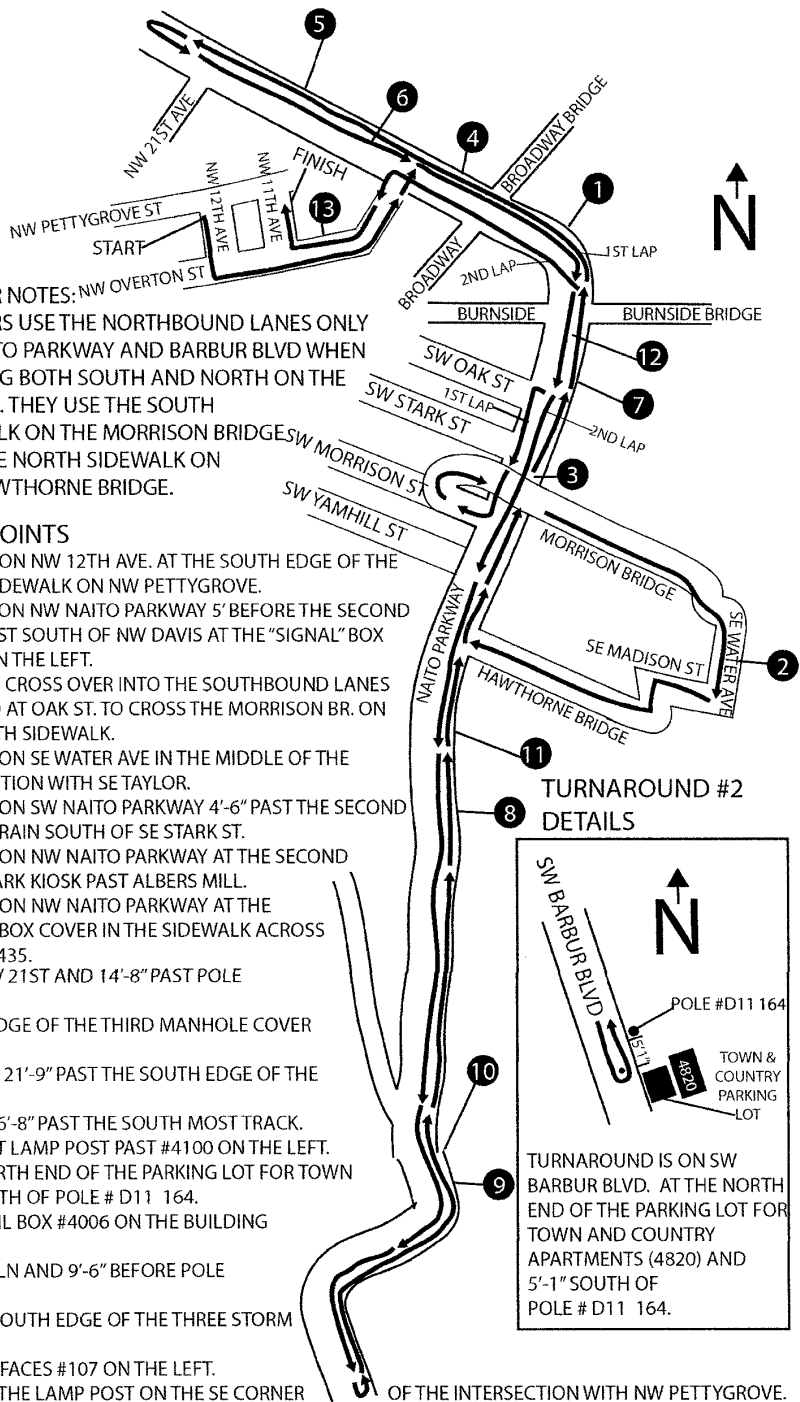 5
6
4
NW 21ST AVE
BROADWAY BRIDGE
1
FINISH
NW 11TH AVE
NW 12TH AVE
13
N
NW PETTYGROVE ST
START
1ST LAP
2ND LAP
BROADWAY
NW OVERTON ST
R NOTES:
RS USE THE NORTHBOUND LANES ONLY
TO PARKWAY AND BARBUR BLVD WHEN
G BOTH SOUTH AND NORTH ON THE
. THEY USE THE SOUTH
LK ON THE MORRISON BRIDGE
E NORTH SIDEWALK ON
WTHORNE BRIDGE.
BURNSIDE
BURNSIDE BRIDGE
12
SW OAK ST
7
1ST LAP
SW STARK ST
2ND LAP
3
SW MORRISON ST
SW YAMHILL ST
MORRISON BRIDGE
SE WATER AVE
SE MADISON ST
2
NAITO PARKWAY
HAWTHORNE BRIDGE
11
8
10
9
OINTS
ON NW 12TH AVE. AT THE SOUTH EDGE OF THE
DEWALK ON NW PETTYGROVE.
ON NW NAITO PARKWAY 5' BEFORE THE SECOND
ST SOUTH OF NW DAVIS AT THE "SIGNAL" BOX
N THE LEFT.
CROSS OVER INTO THE SOUTHBOUND LANES
AT OAK ST. TO CROSS THE MORRISON BR. ON
TH SIDEWALK.
ON SE WATER AVE IN THE MIDDLE OF THE
TION WITH SE TAYLOR.
ON SW NAITO PARKWAY 4'-6" PAST THE SECOND
RAIN SOUTH OF SE STARK ST.
ON NW NAITO PARKWAY AT THE SECOND
ARK KIOSK PAST ALBERS MILL.
ON NW NAITO PARKWAY AT THE
BOX COVER IN THE SIDEWALK ACROSS
435.
21ST AND 14'-8" PAST POLE
DGE OF THE THIRD MANHOLE COVER
21'-9" PAST THE SOUTH EDGE OF THE
6'-8" PAST THE SOUTH MOST TRACK.
T LAMP POST PAST #4100 ON THE LEFT.
RTH END OF THE PARKING LOT FOR TOWN
TH OF POLE # D11 164.
IL BOX #4006 ON THE BUILDING
LN AND 9'-6" BEFORE POLE
OUTH EDGE OF THE THREE STORM
FACES #107 ON THE LEFT.
THE LAMP POST ON THE SE CORNER OF THE INTERSECTION WITH NW PETTYGROVE.
TURNAROUND #2
DETAILS
N
SW BARBUR BLVD
POLE #D11 164
5'1"
4820
TOWN &
COUNTRY
PARKING
LOT
TURNAROUND IS ON SW
BARBUR BLVD. AT THE NORTH
END OF THE PARKING LOT FOR
TOWN AND COUNTRY
APARTMENTS (4820) AND
5'-1" SOUTH OF
POLE # D11 164.